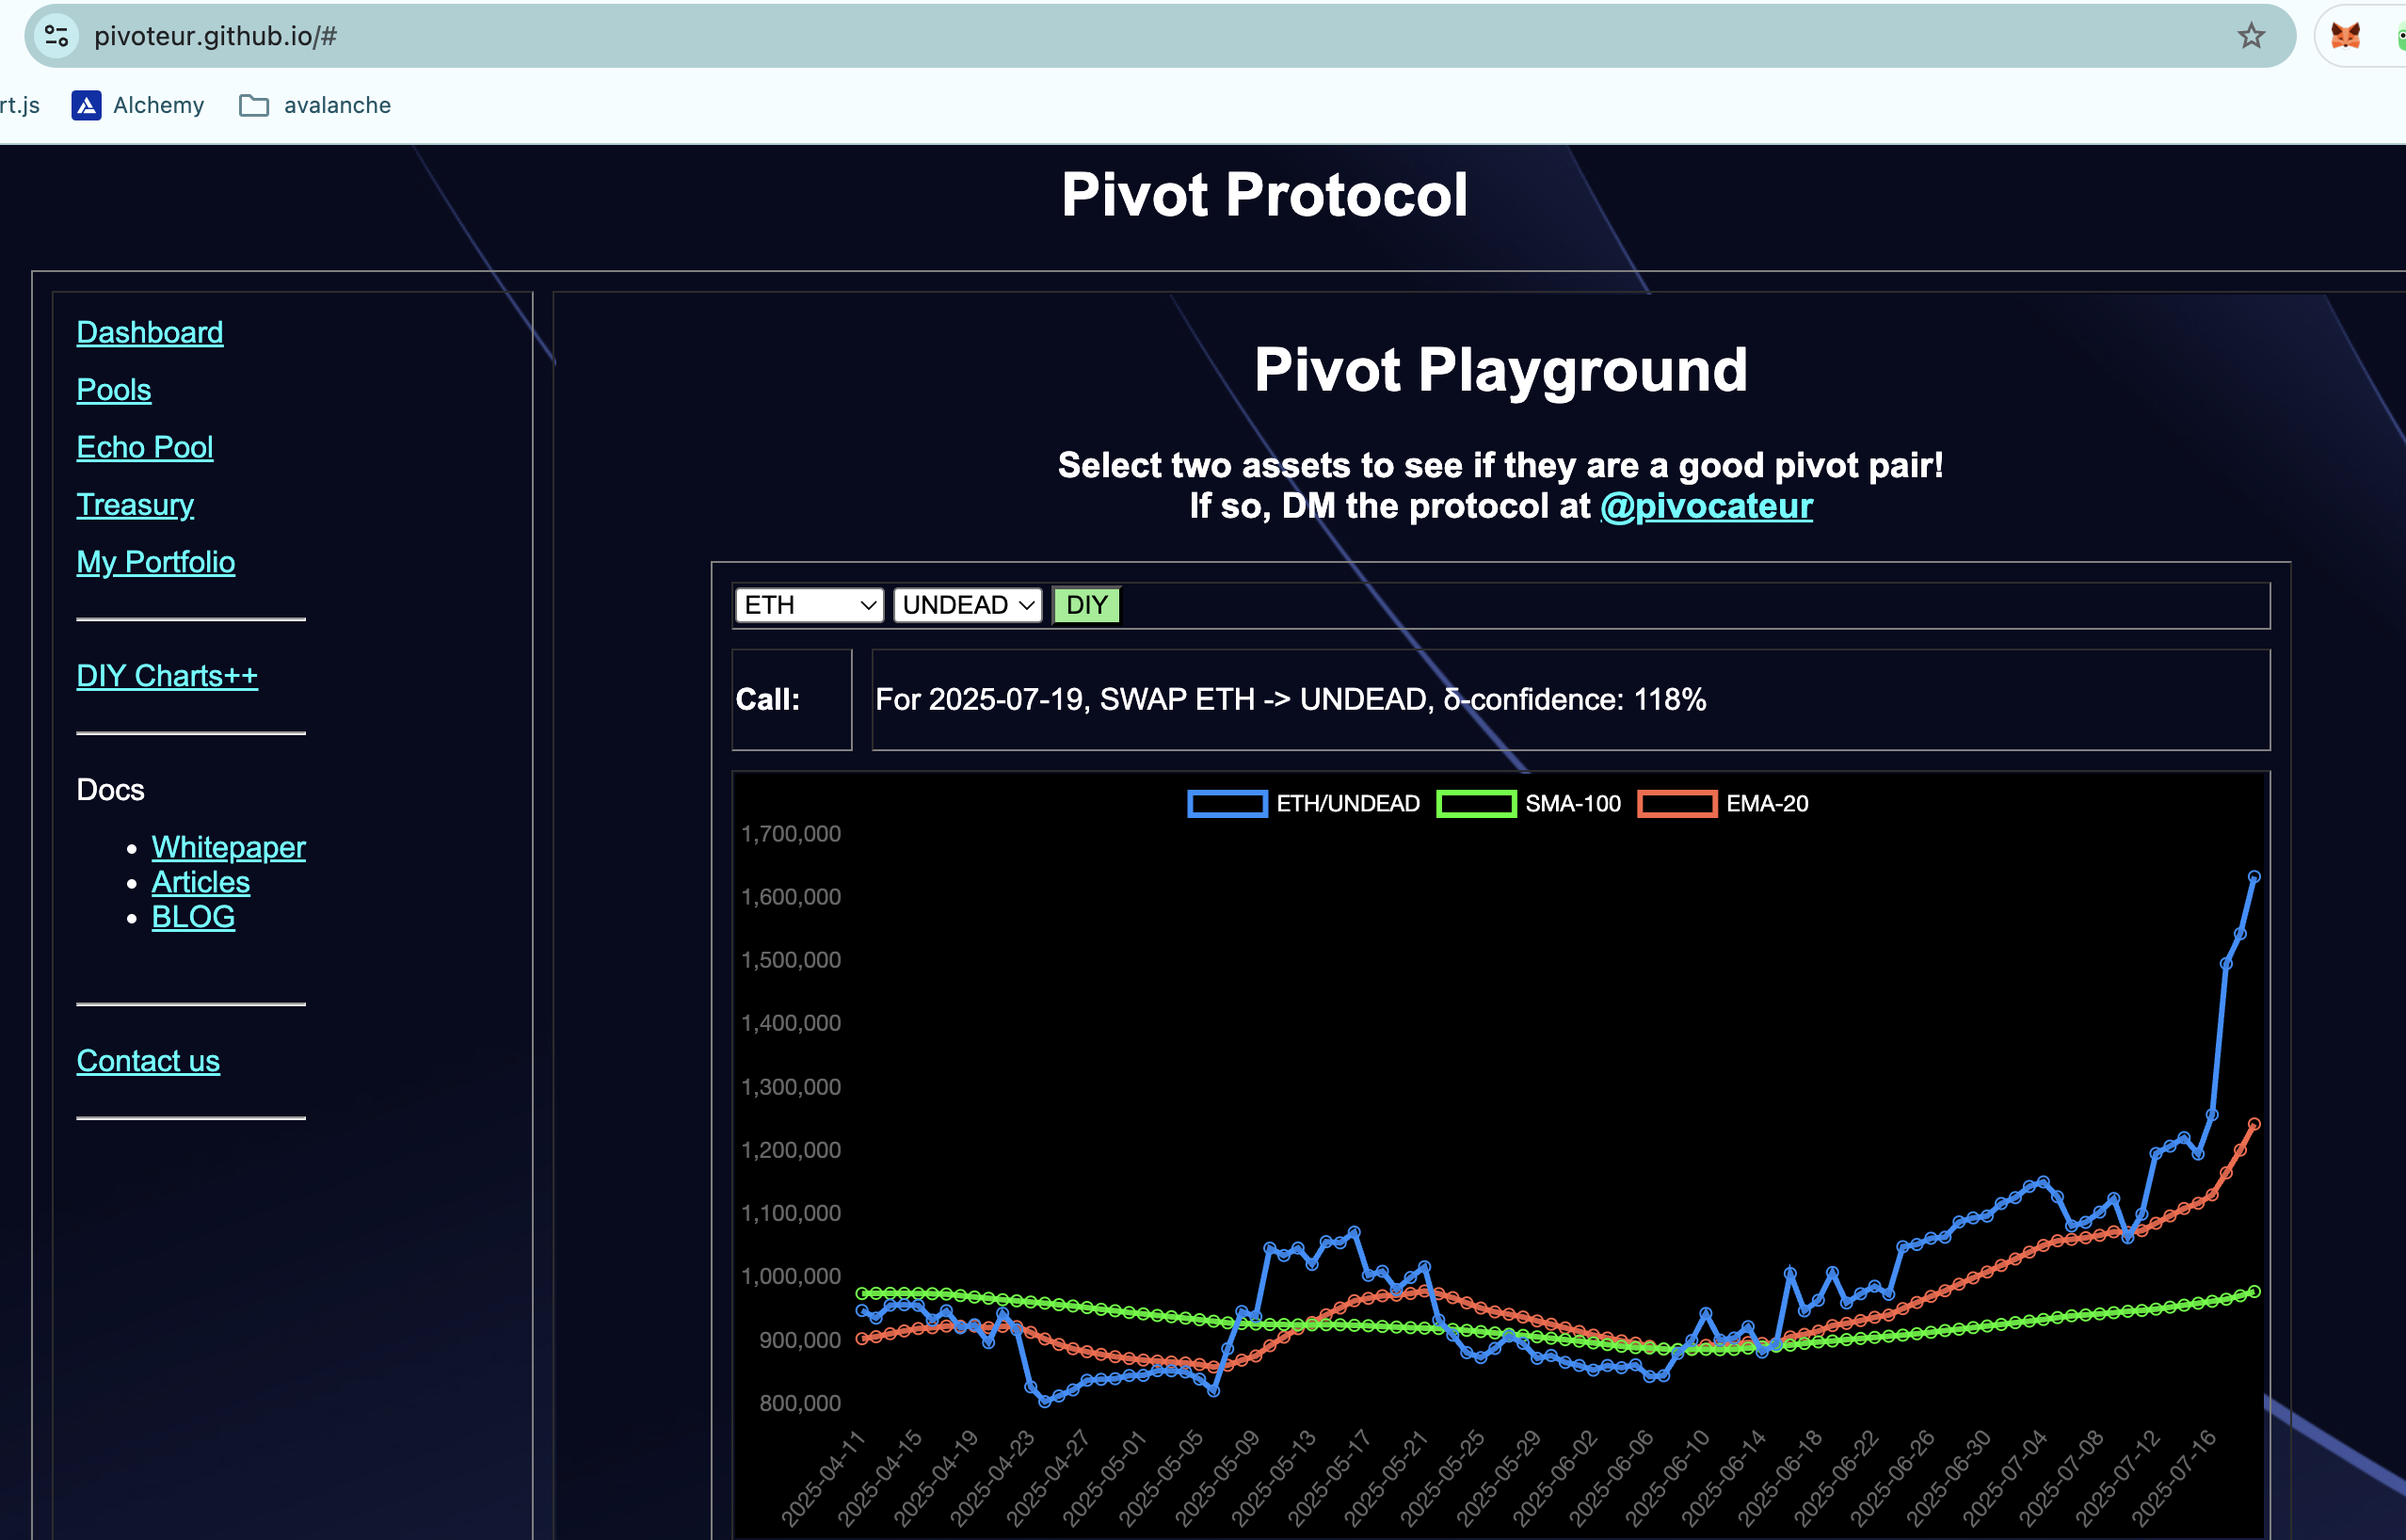 pivoteur.github.io/#
rt.js Alchemy avalanche
Pivot Protocol
Dashboard
Pools
Echo Pool
Treasury
My Portfolio
DIY Charts++
Docs
Whitepaper
Articles
BLOG
Contact us
Pivot Playground
Select two assets to see if they are a good pivot pair!
If so, DM the protocol at @pivocateur
ETH UNDEAD DIY
Call: For 2025-07-19, SWAP ETH -> UNDEAD, δ-confidence: 118%
ETH/UNDEAD SMA-100 EMA-20
1,700,000
1,600,000
1,500,000
1,400,000
1,300,000
1,200,000
1,100,000
1,000,000
900,000
800,000
2025-04-11 2025-04-15 2025-04-19 2025-04-23 2025-04-27 2025-05-01 2025-05-05 2025-05-09 2025-05-13 2025-05-17 2025-05-21 2025-05-25 2025-05-29 2025-06-02 2025-06-06 2025-06-10 2025-06-14 2025-06-18 2025-06-22 2025-06-26 2025-06-30 2025-07-04 2025-07-08 2025-07-12 2025-07-16